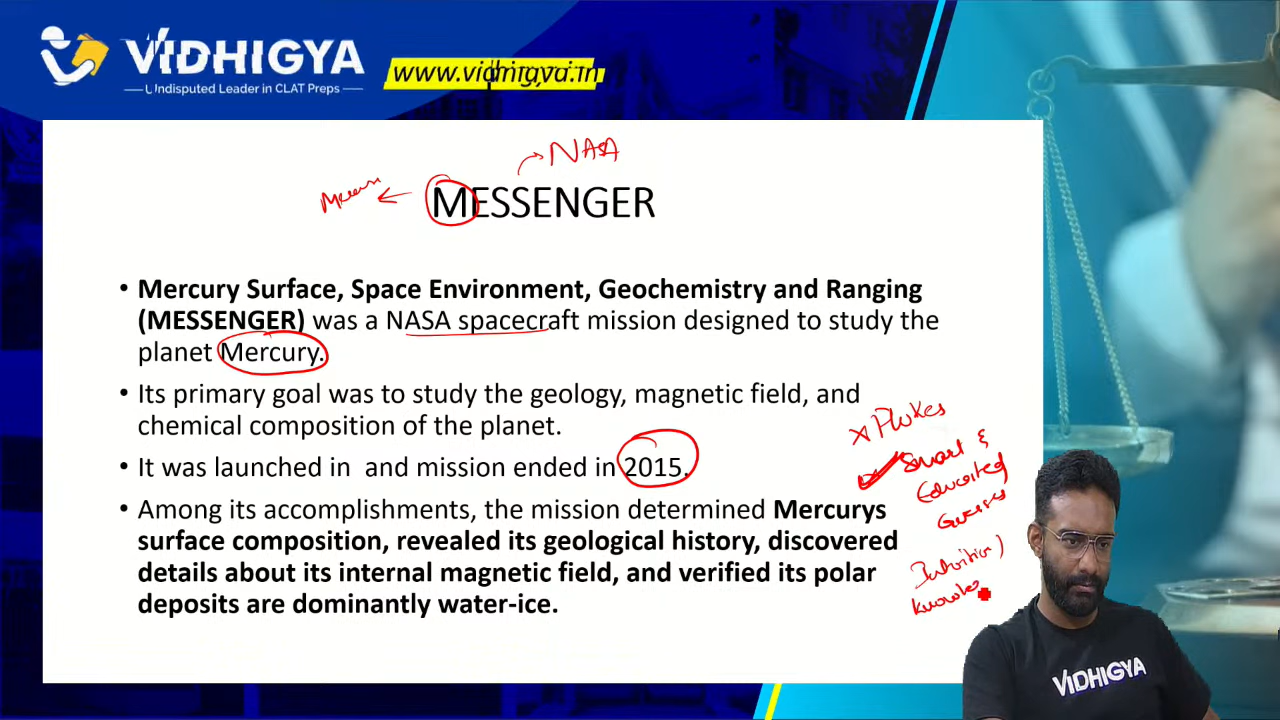 VIDHIGYA
Undisputed Leader in CLAT Preps
www.vidhigya.in
NASA
MESSENGER
• Mercury Surface, Space Environment, Geochemistry and Ranging
(MESSENGER) was a NASA spacecraft mission designed to study the
planet Mercury.
• Its primary goal was to study the geology, magnetic field, and
chemical composition of the planet.
• It was launched in and mission ended in 2015.
• Among its accomplishments, the mission determined Mercurys
surface composition, revealed its geological history, discovered
details about its internal magnetic field, and verified its polar
deposits are dominantly water-ice.
Flukes
Smart &
Educated
Guesses
Intuition)
VIDHIGYA